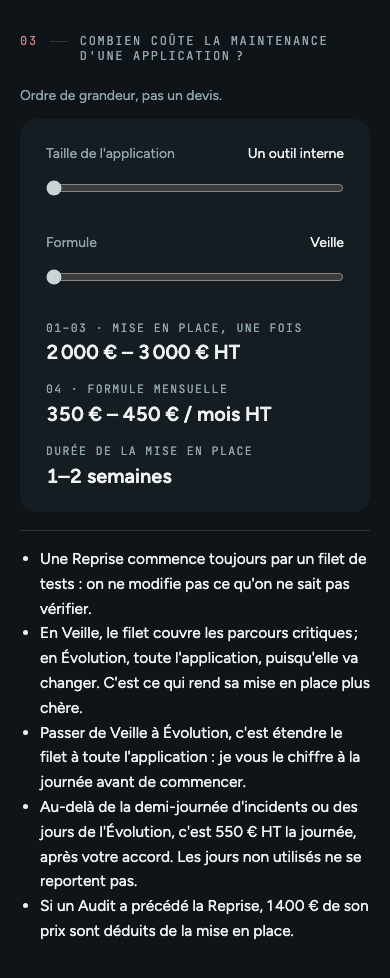 03 — COMBIEN COÛTE LA MAINTENANCE
D'UNE APPLICATION ?
Ordre de grandeur, pas un devis.
Taille de l'application Un outil interne
Formule Veille
01–03 · MISE EN PLACE, UNE FOIS
2 000 € – 3 000 € HT
04 · FORMULE MENSUELLE
350 € – 450 € / mois HT
DURÉE DE LA MISE EN PLACE
1–2 semaines
• Une Reprise commence toujours par un filet de
tests : on ne modifie pas ce qu'on ne sait pas
vérifier.
• En Veille, le filet couvre les parcours critiques ;
en Évolution, toute l'application, puisqu'elle va
changer. C'est ce qui rend sa mise en place plus
chère.
• Passer de Veille à Évolution, c'est étendre le
filet à toute l'application : je vous le chiffre à la
journée avant de commencer.
• Au-delà de la demi-journée d'incidents ou des
jours de l'Évolution, c'est 550 € HT la journée,
après votre accord. Les jours non utilisés ne se
reportent pas.
• Si un Audit a précédé la Reprise, 1 400 € de son
prix sont déduits de la mise en place.